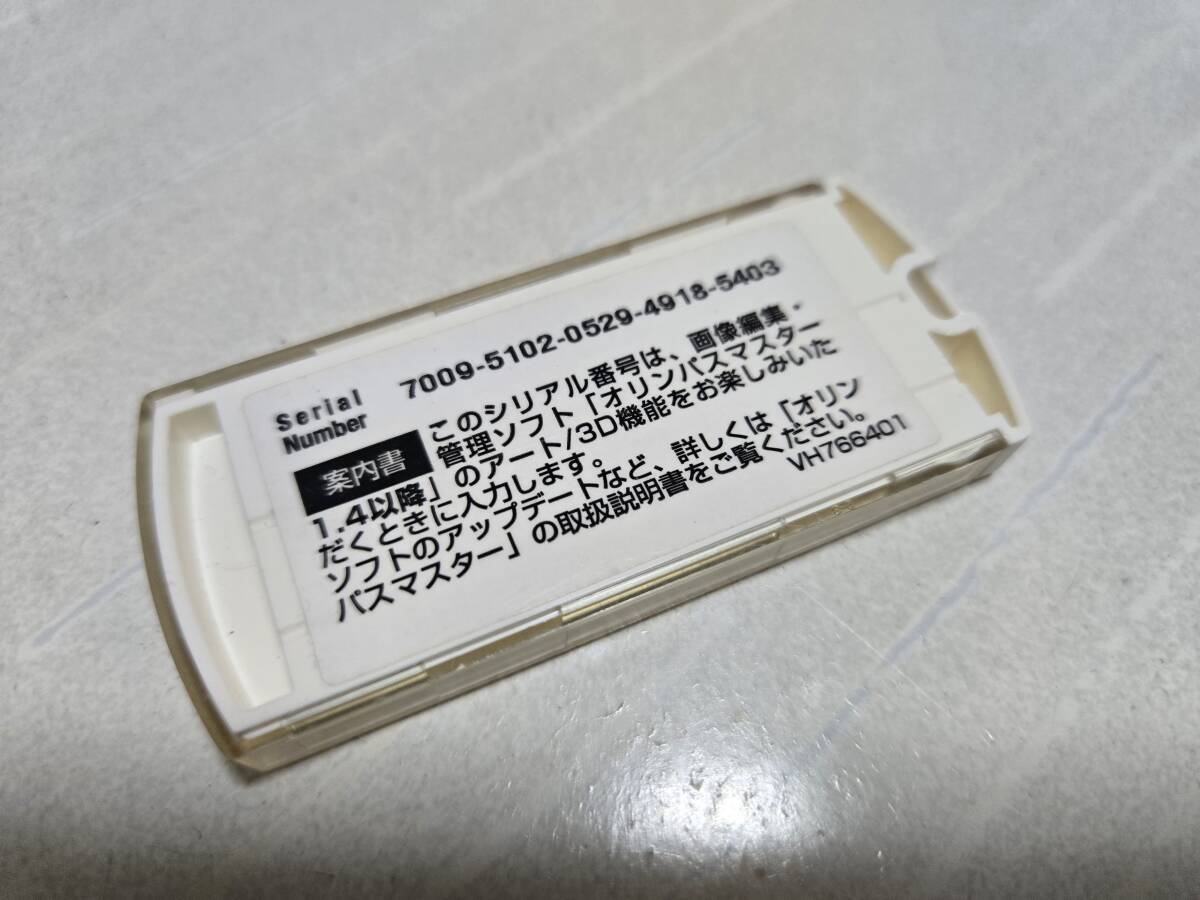 Serial Number 7009-5102-0529-4918-5403
案内書 このシリアル番号は、画像編集・
管理ソフト「オリンパスマスター
1.4以降」のアート/3D機能をお楽しみいた
だくときに入力します。
ソフトのアップデートなど、詳しくは「オリン
パスマスター」の取扱説明書をご覧ください。
VH766401